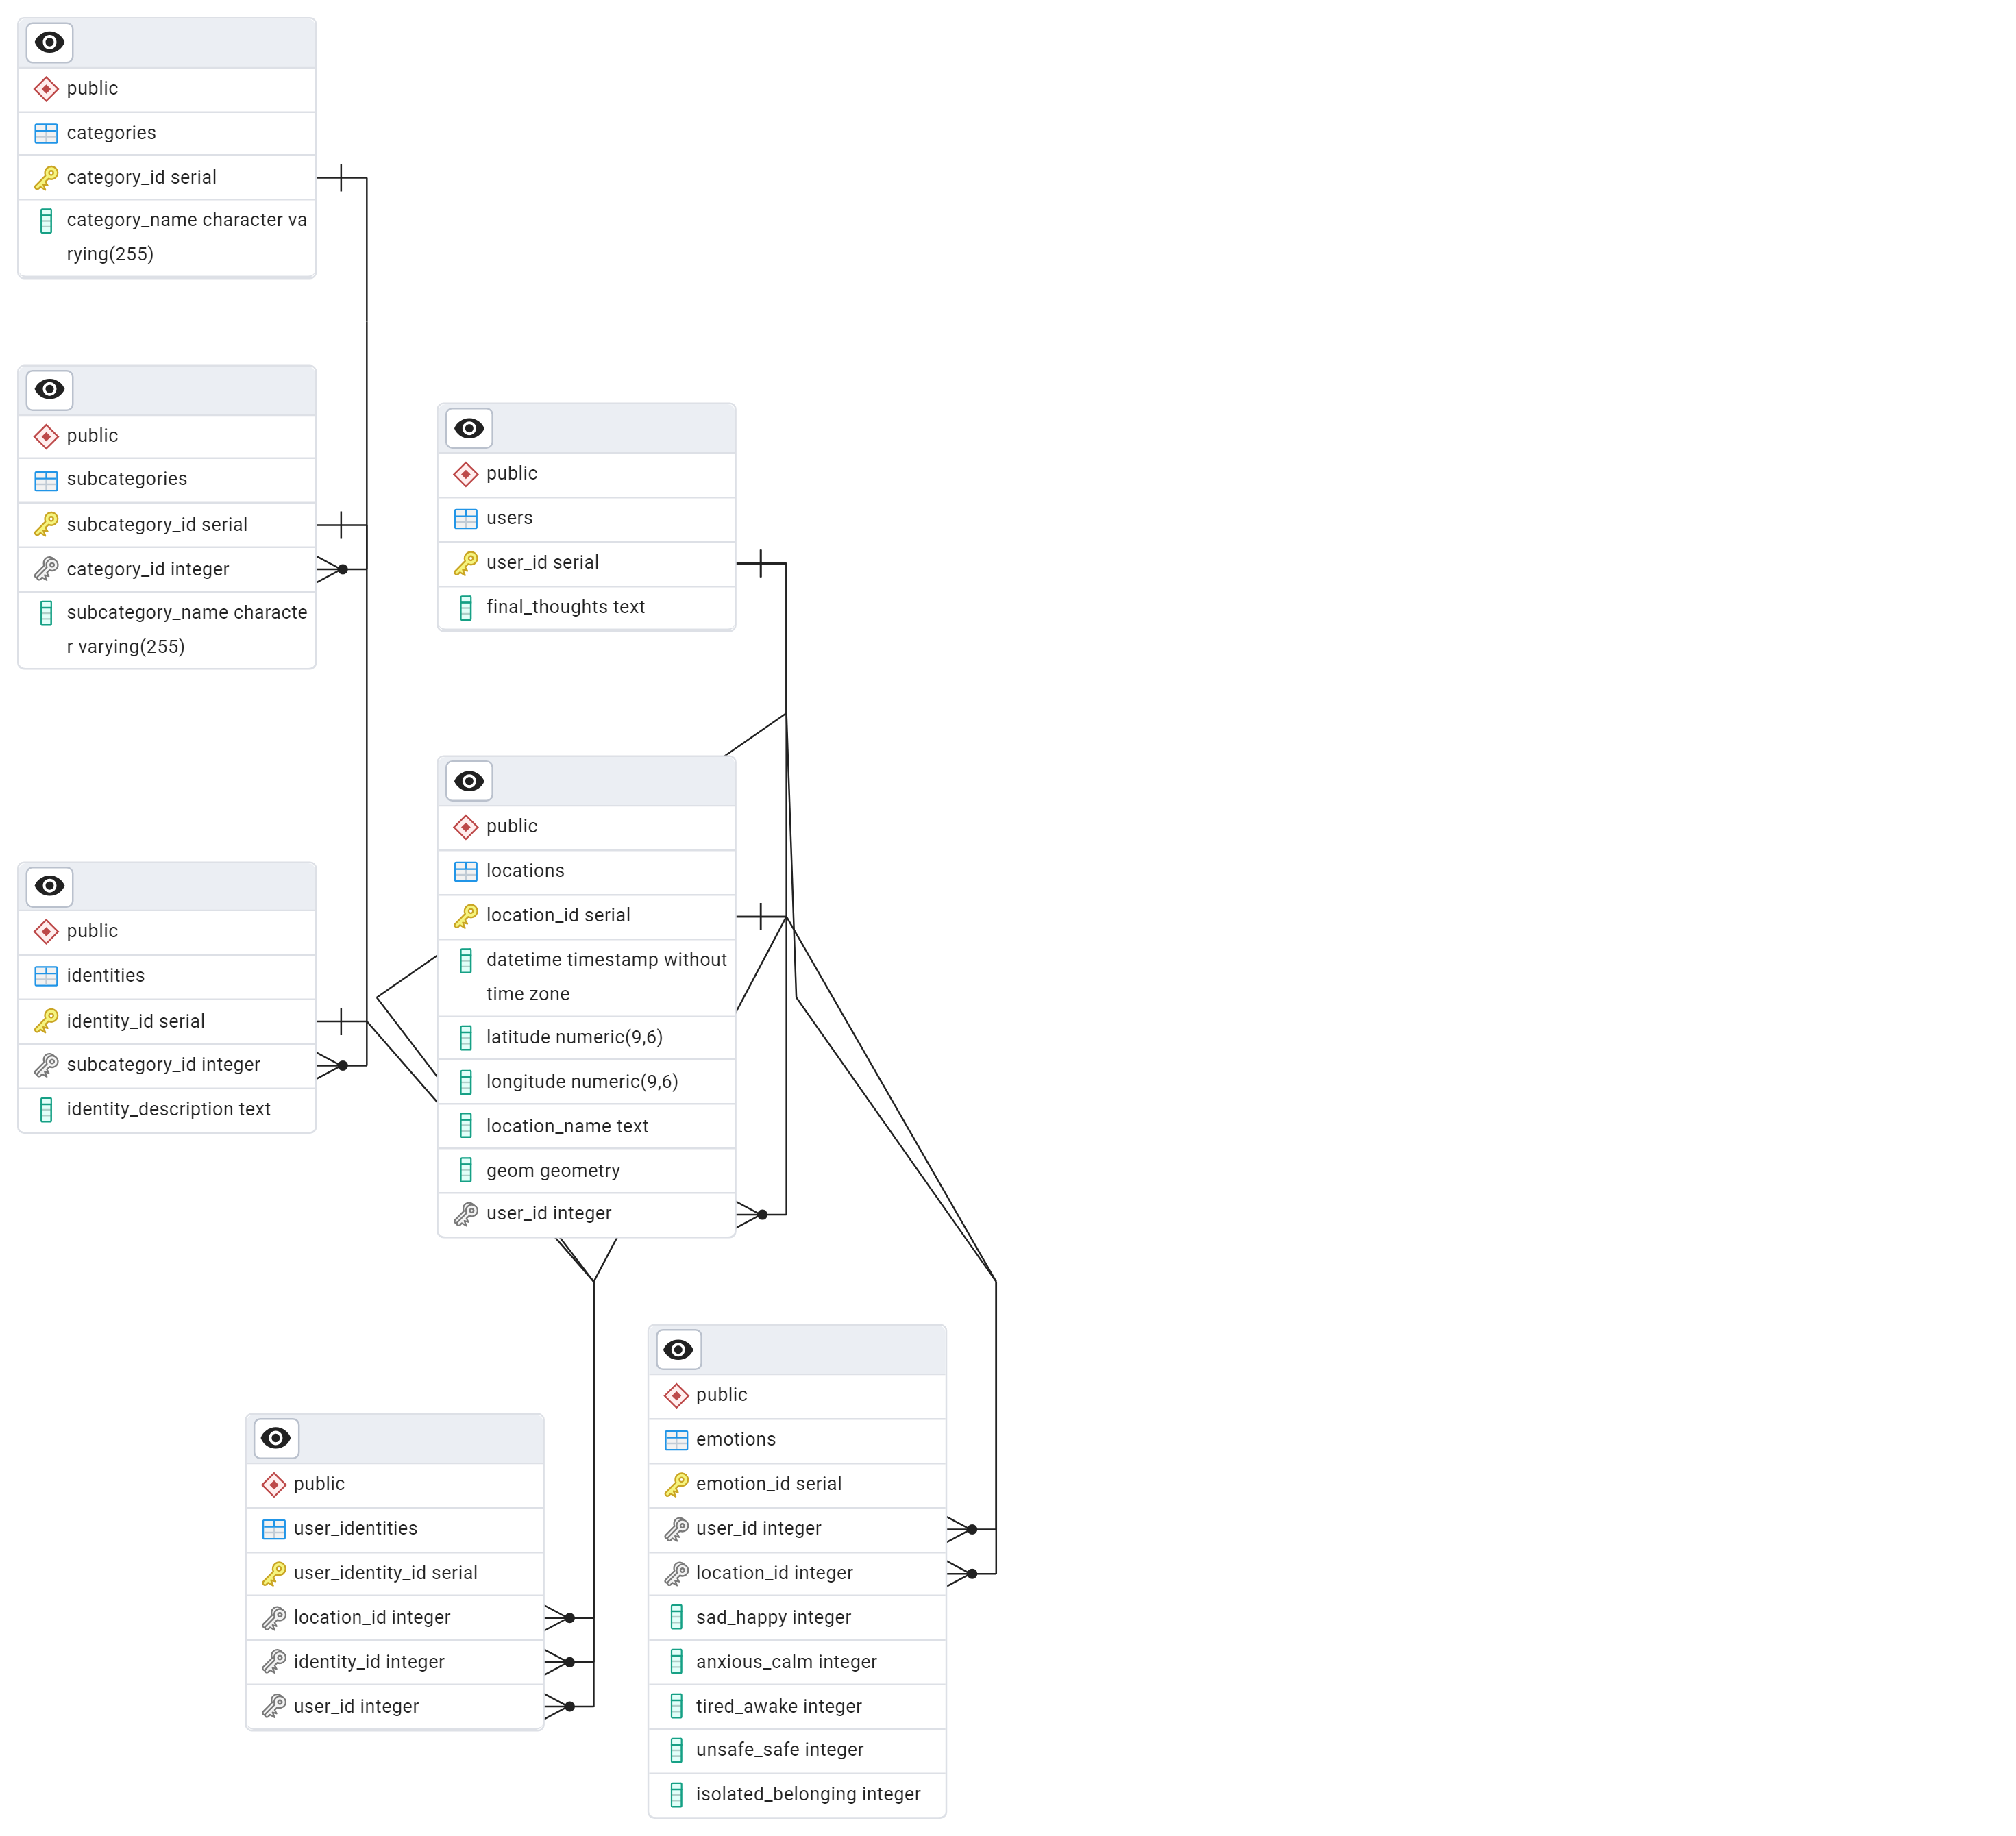 public
categories
category_id serial
category_name character va
rying(255)
public
subcategories
subcategory_id serial
category_id integer
subcategory_name characte
r varying(255)
public
users
user_id serial
final_thoughts text
public
locations
location_id serial
datetime timestamp without
time zone
latitude numeric(9,6)
longitude numeric(9,6)
location_name text
geom geometry
user_id integer
public
identities
identity_id serial
subcategory_id integer
identity_description text
public
emotions
emotion_id serial
user_id integer
location_id integer
sad_happy integer
anxious_calm integer
tired_awake integer
unsafe_safe integer
isolated_belonging integer
public
user_identities
user_identity_id serial
location_id integer
identity_id integer
user_id integer